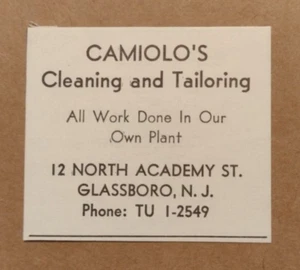 CAMIOLO'S
Cleaning and Tailoring
All Work Done In Our
Own Plant
12 NORTH ACADEMY ST.
GLASSBORO, N. J.
Phone: TU 1-2549